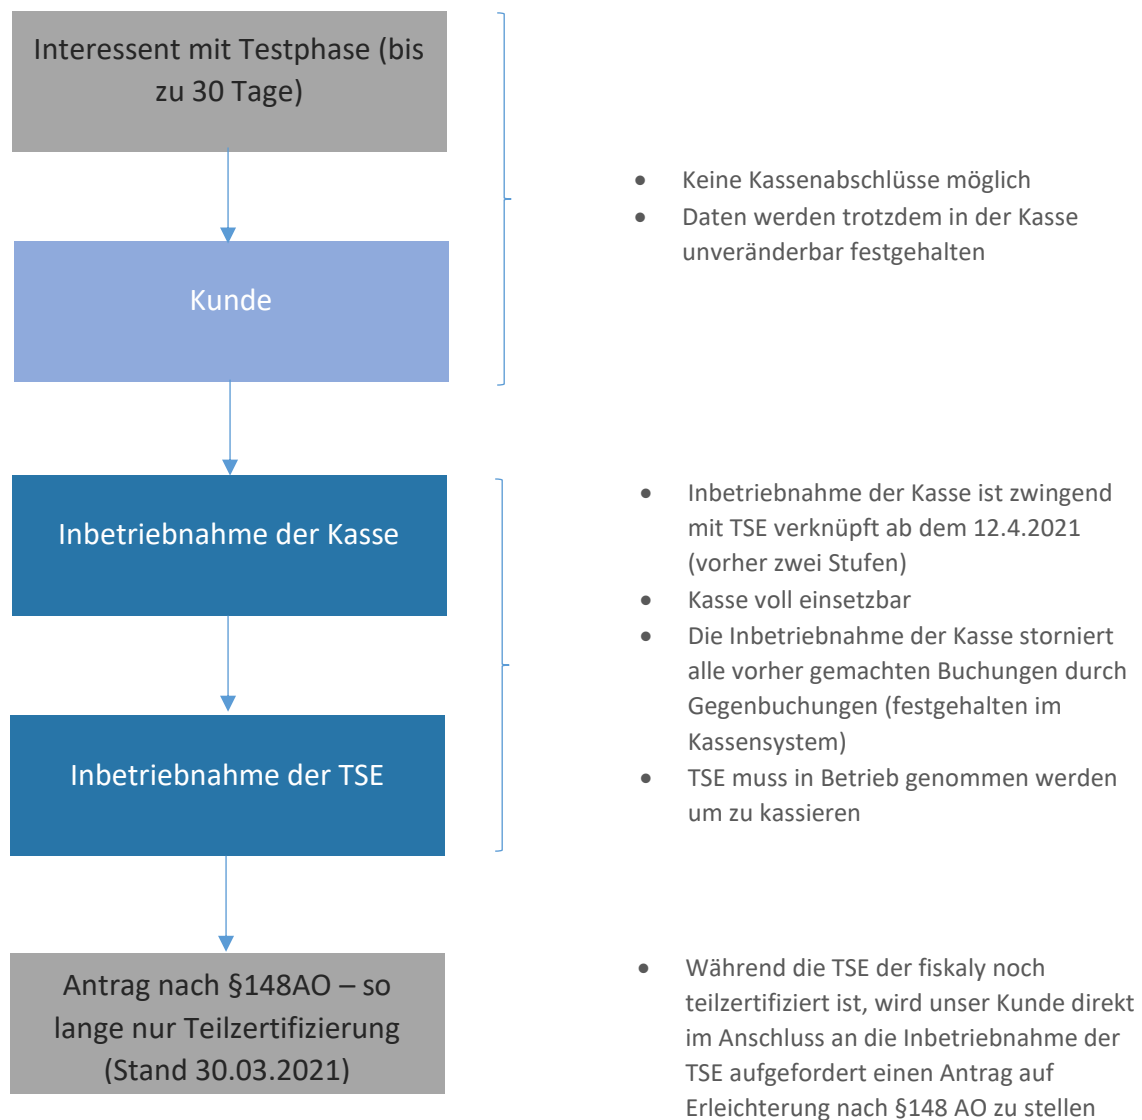 Interessent mit Testphase (bis
zu 30 Tage)
• Keine Kassenabschlüsse möglich
• Daten werden trotzdem in der Kasse
unveränderbar festgehalten
Kunde
Inbetriebnahme der Kasse
• Inbetriebnahme der Kasse ist zwingend
mit TSE verknüpft ab dem 12.4.2021
(vorher zwei Stufen)
• Kasse voll einsetzbar
• Die Inbetriebnahme der Kasse storniert
alle vorher gemachten Buchungen durch
Gegenbuchungen (festgehalten im
Kassensystem)
• TSE muss in Betrieb genommen werden
um zu kassieren
Inbetriebnahme der TSE
Antrag nach §148AO – so
lange nur Teilzertifizierung
(Stand 30.03.2021)
• Während die TSE der fiskaly noch
teilzertifiziert ist, wird unser Kunde direkt
im Anschluss an die Inbetriebnahme der
TSE aufgefordert einen Antrag auf
Erleichterung nach §148 AO zu stellen